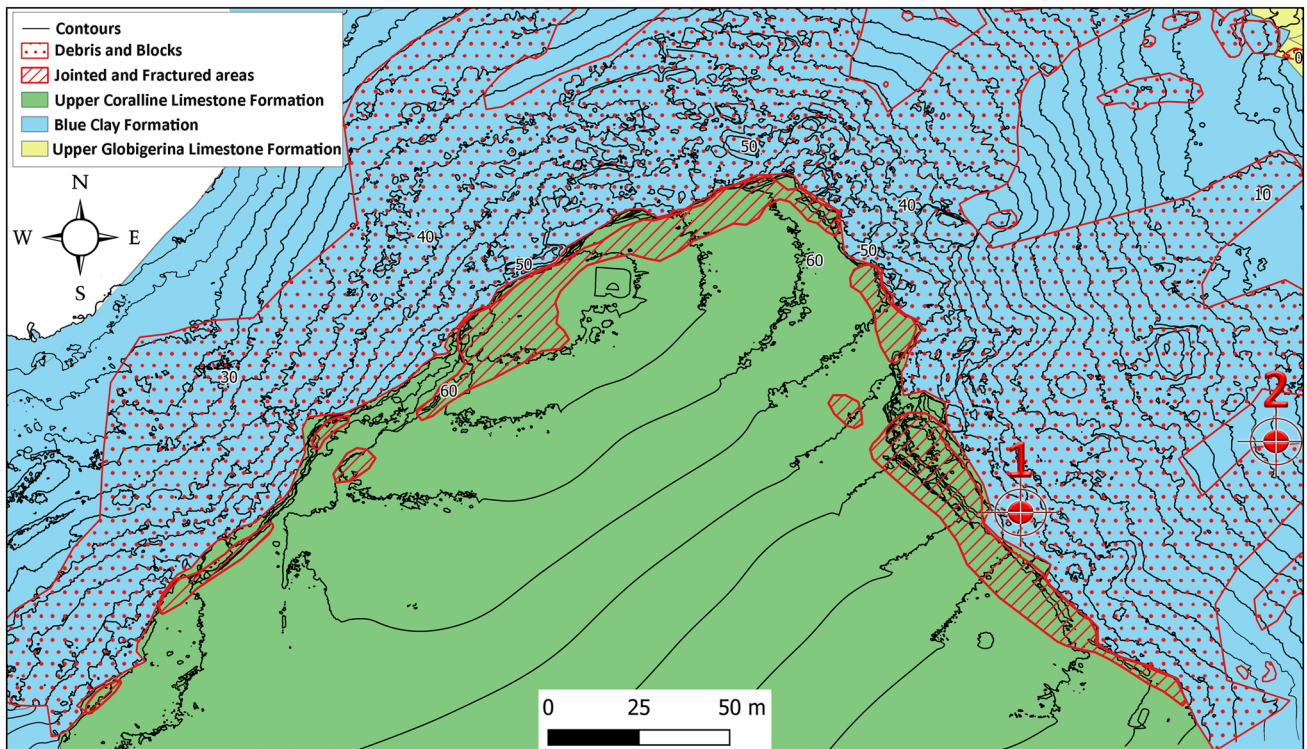 Contours
Debris and Blocks
Jointed and Fractured areas
Upper Coralline Limestone Formation
Blue Clay Formation
Upper Globigerina Limestone Formation
N
W E
S
50
40
10
40
50
50
60
30
60
2
1
0 25 50 m
0